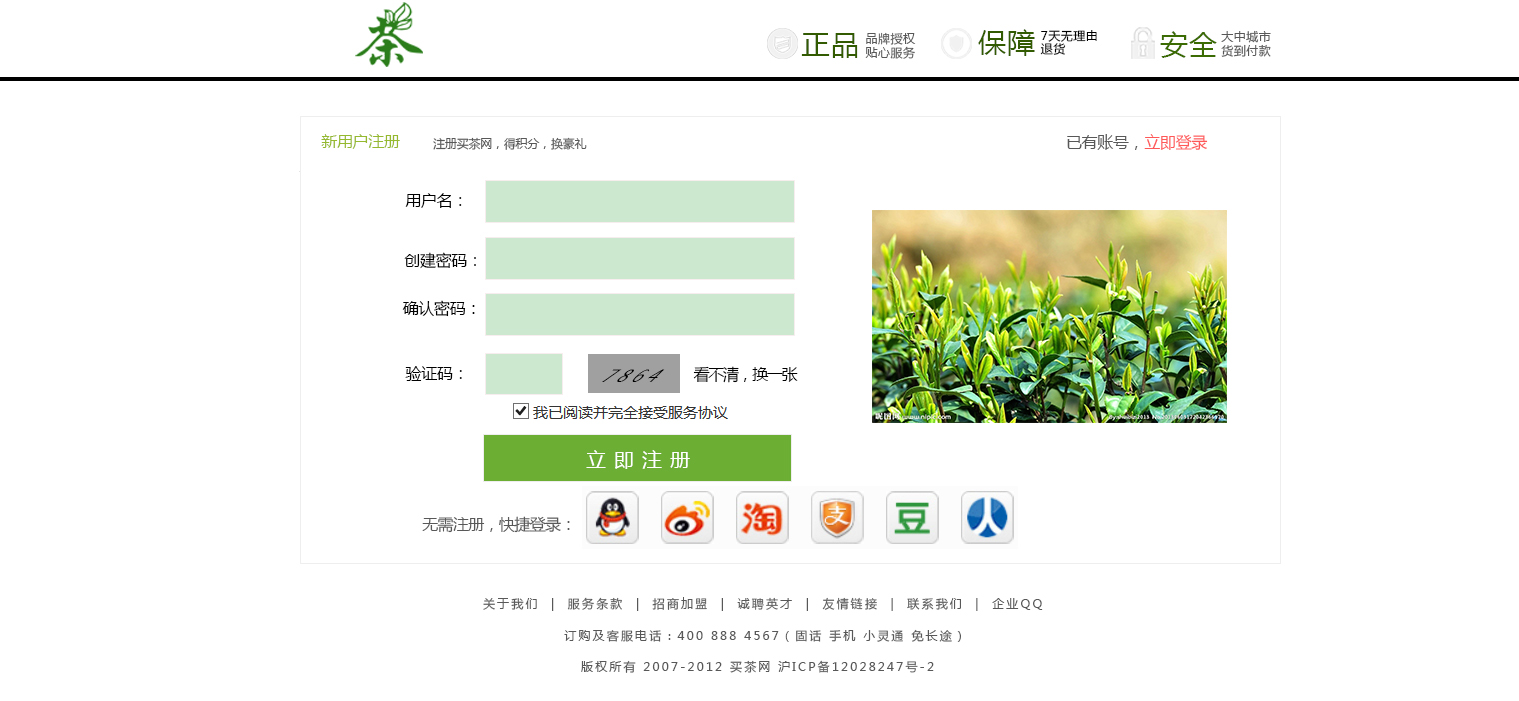 茶
正品 品牌授权
贴心服务
保障 7天无理由
退货
安全 大中城市
货到付款
新用户注册 注册买茶网，得积分，换豪礼 已有账号，立即登录
用户名：
创建密码：
确认密码：
验证码： 7864 看不清，换一张
我已阅读并完全接受服务协议
立即注册
无需注册，快捷登录： 淘 支 豆 人
昵图网 www.nipic.com
关于我们 | 服务条款 | 招商加盟 | 诚聘英才 | 友情链接 | 联系我们 | 企业QQ
订购及客服电话：400 888 4567（固话 手机 小灵通 免长途）
版权所有 2007-2012 买茶网 沪ICP备12028247号-2